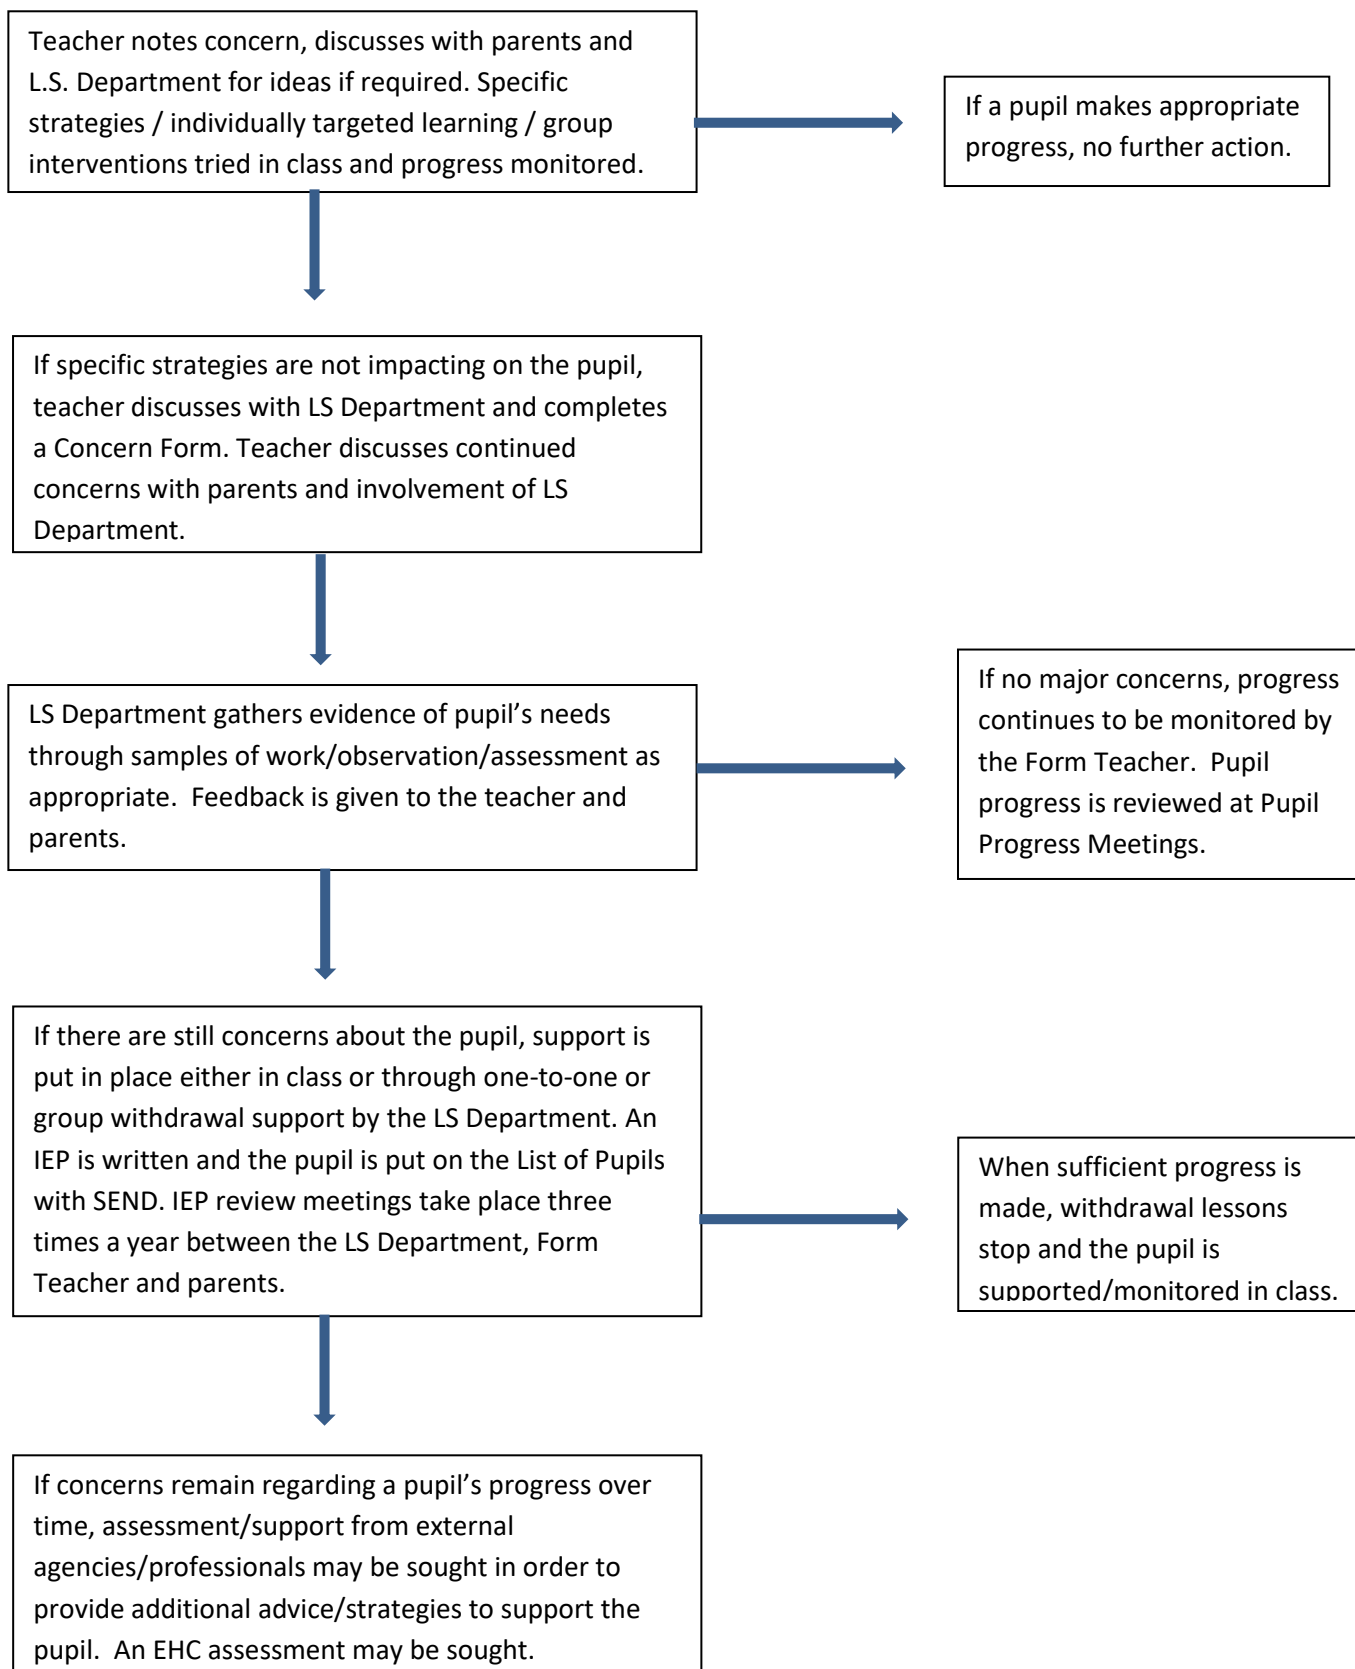 Teacher notes concern, discusses with parents and
L.S. Department for ideas if required. Specific
strategies / individually targeted learning / group
interventions tried in class and progress monitored.
If a pupil makes appropriate
progress, no further action.
If specific strategies are not impacting on the pupil,
teacher discusses with LS Department and completes
a Concern Form. Teacher discusses continued
concerns with parents and involvement of LS
Department.
LS Department gathers evidence of pupil’s needs
through samples of work/observation/assessment as
appropriate.  Feedback is given to the teacher and
parents.
If no major concerns, progress
continues to be monitored by
the Form Teacher.  Pupil
progress is reviewed at Pupil
Progress Meetings.
If there are still concerns about the pupil, support is
put in place either in class or through one-to-one or
group withdrawal support by the LS Department. An
IEP is written and the pupil is put on the List of Pupils
with SEND. IEP review meetings take place three
times a year between the LS Department, Form
Teacher and parents.
When sufficient progress is
made, withdrawal lessons
stop and the pupil is
supported/monitored in class.
If concerns remain regarding a pupil’s progress over
time, assessment/support from external
agencies/professionals may be sought in order to
provide additional advice/strategies to support the
pupil.  An EHC assessment may be sought.